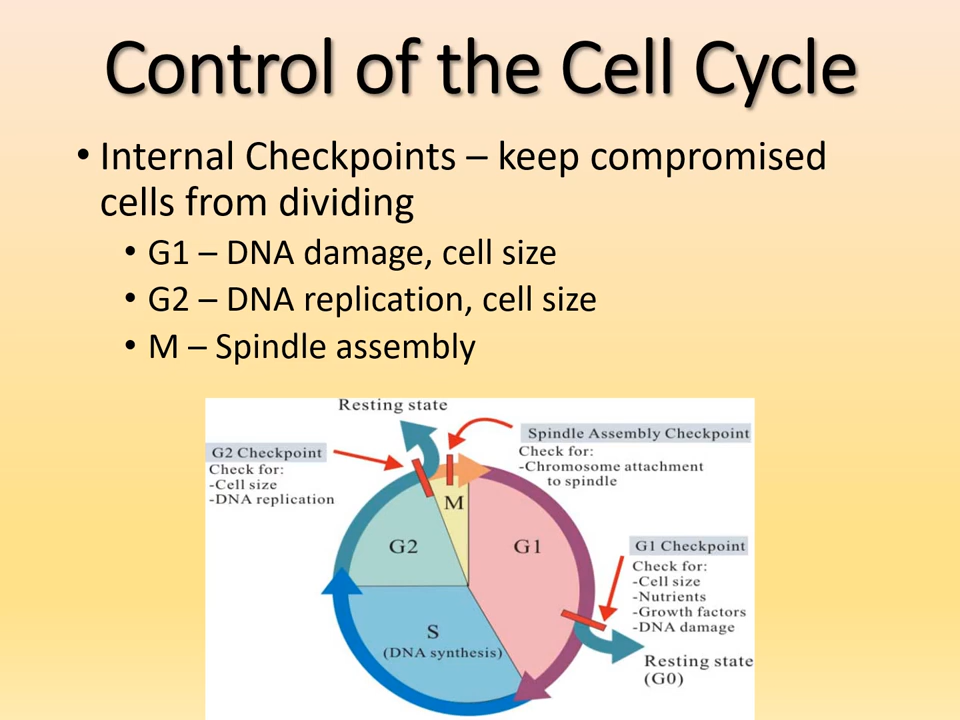 Control of the Cell Cycle
• Internal Checkpoints – keep compromised
cells from dividing
• G1 – DNA damage, cell size
• G2 – DNA replication, cell size
• M – Spindle assembly
Resting state
G2 Checkpoint
Check for:
-Cell size
-DNA replication
Spindle Assembly Checkpoint
Check for:
-Chromosome attachment
to spindle
M
G2
G1
G1 Checkpoint
Check for:
-Cell size
-Nutrients
-Growth factors
-DNA damage
S
(DNA synthesis)
Resting state
(G0)